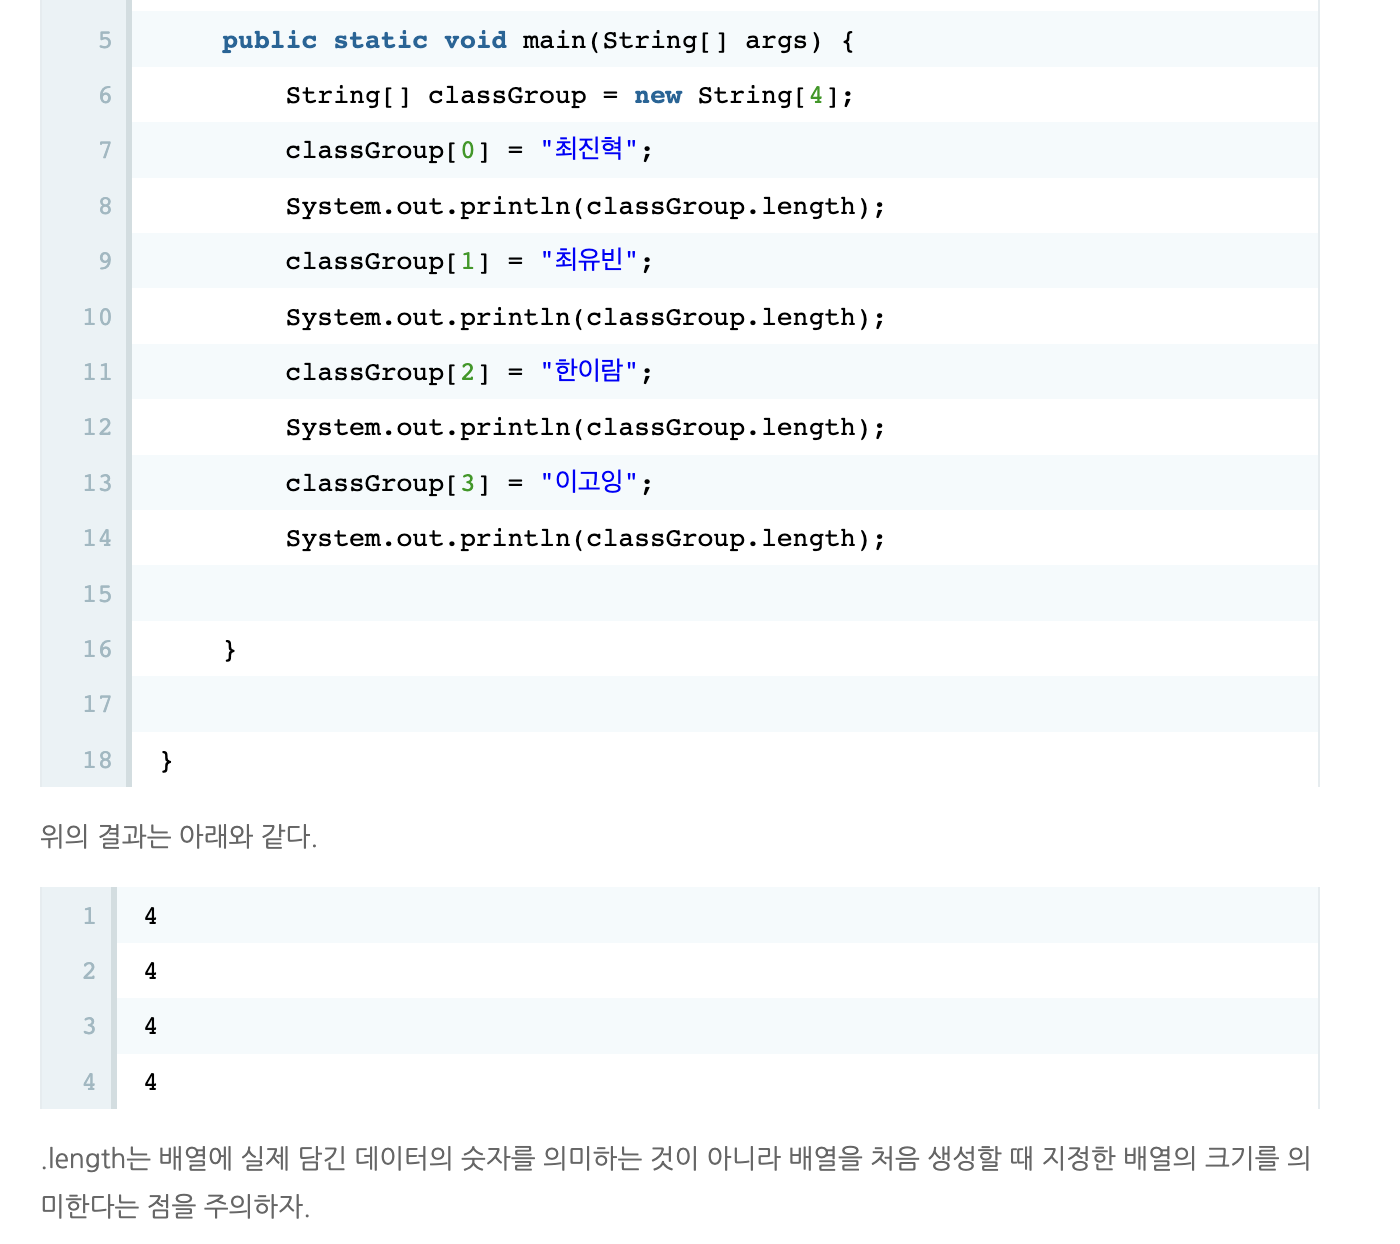 5 public static void main(String[] args) {
6 String[] classGroup = new String[4];
7 classGroup[0] = "최진혁";
8 System.out.println(classGroup.length);
9 classGroup[1] = "최유빈";
10 System.out.println(classGroup.length);
11 classGroup[2] = "한이람";
12 System.out.println(classGroup.length);
13 classGroup[3] = "이고잉";
14 System.out.println(classGroup.length);
15
16 }
17
18 }
위의 결과는 아래와 같다.
1 4
2 4
3 4
4 4
.length는 배열에 실제 담긴 데이터의 숫자를 의미하는 것이 아니라 배열을 처음 생성할 때 지정한 배열의 크기를 의
미한다는 점을 주의하자.